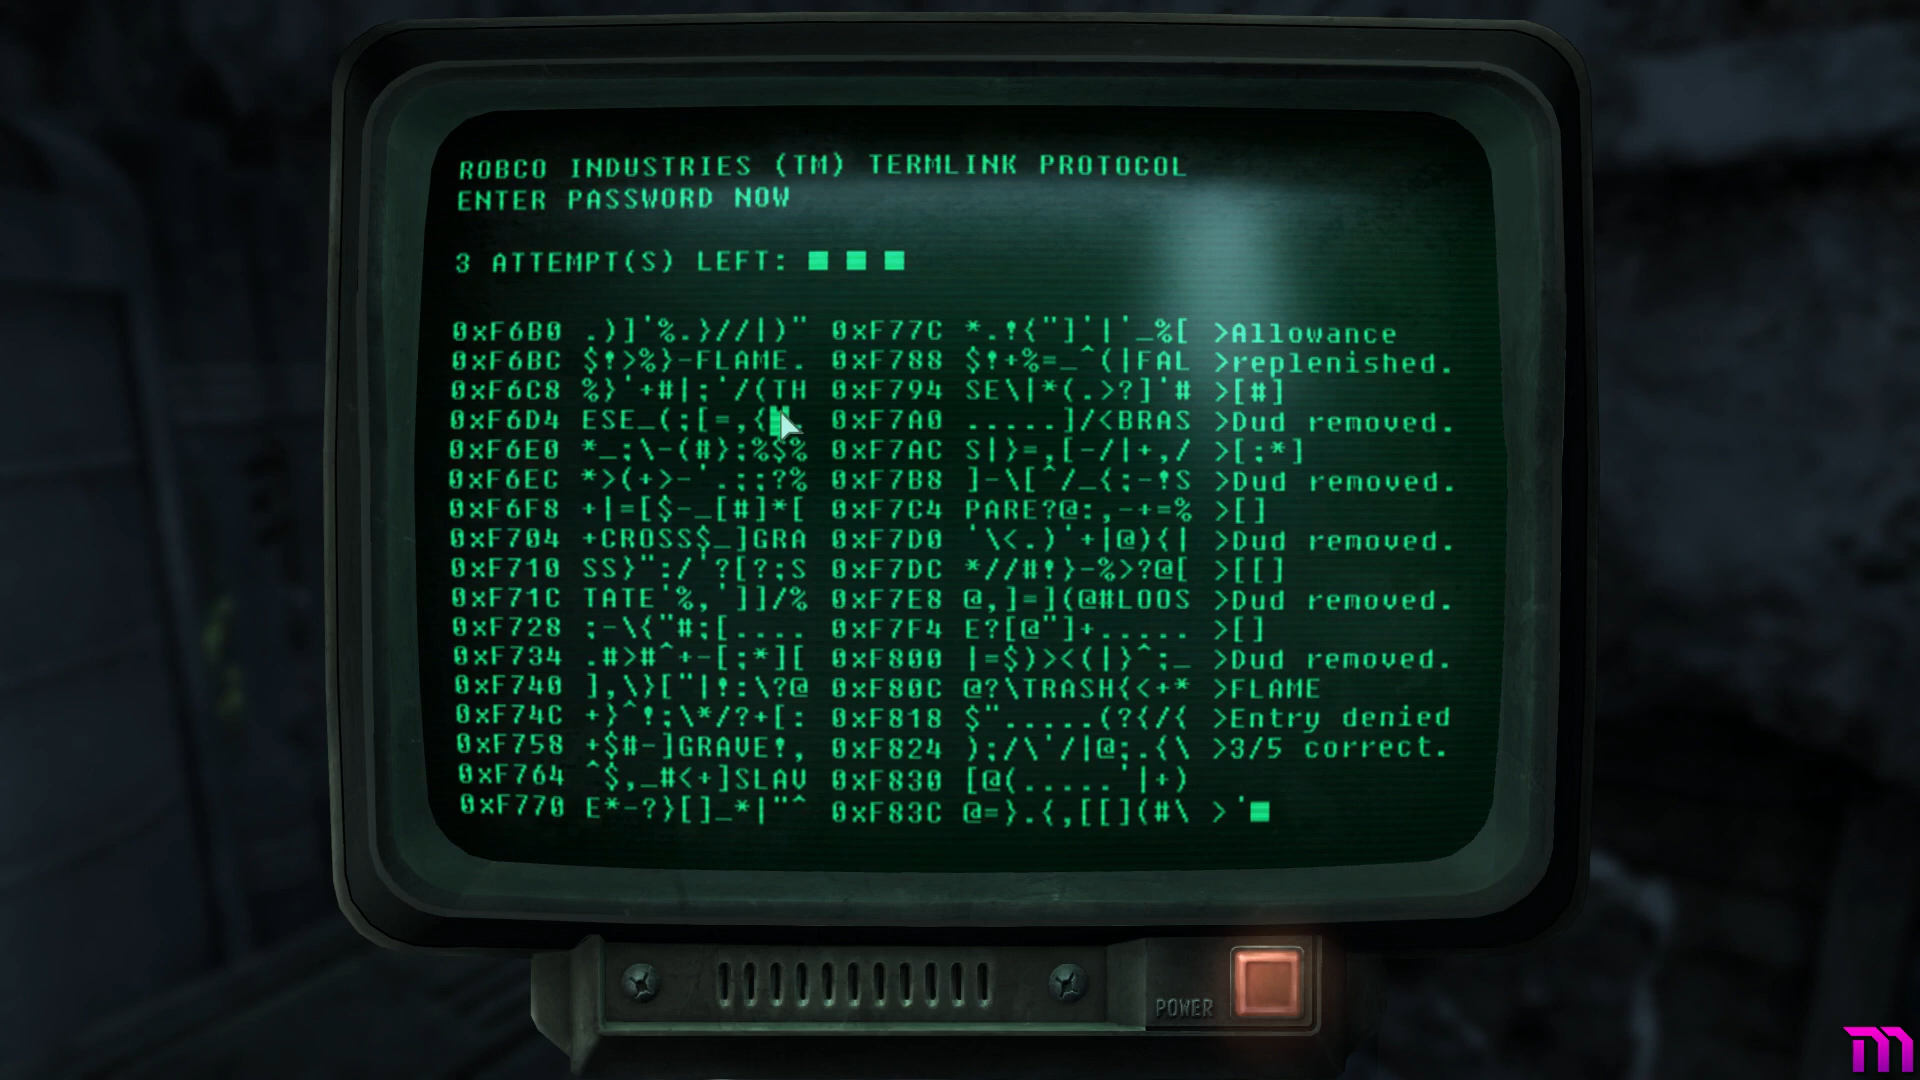 ROBCO INDUSTRIES (TM) TERMLINK PROTOCOL
ENTER PASSWORD NOW
3 ATTEMPT(S) LEFT: ■ ■ ■
0xF6B0 .)]'%.}//|)"
0xF6BC $!>%}-FLAME.
0xF6C8 %}'+#|;'/(TH
0xF6D4 ESE_(;[=,{
0xF6E0 *_;\-(#};%$%
0xF6EC *>(+>-'.;;?%
0xF6F8 +|=[$-_[#]*[
0xF704 +CROSS$_]GRA
0xF710 SS}":/'?[?;S
0xF71C TATE'%,']]/%
0xF728 ;-\{"#;[....
0xF734 .#>#^+-[;*][
0xF740 ],\}["|!:\?@
0xF74C +}^!;\*/?+[:
0xF758 +$#-]GRAVE!,
0xF764 ^$,_#<+]SLAV
0xF770 E*-?}[]_*|"^
0xF77C *.!{"]'|'_%[
0xF788 $!+%=_^(|FAL
0xF794 SE\|*(.>?]'#
0xF7A0 .....]/<BRAS
0xF7AC S|}=,[-/|+,/
0xF7B8 ]-\[^/_{;-!S
0xF7C4 PARE?@:,-+=%
0xF7D0 '\<.)'+|@){|
0xF7DC *//#!}-%>?@[
0xF7E8 @,]=](@#LOOS
0xF7F4 E?[@"]+.....
0xF800 |=$)><(|}^;_
0xF80C @?\TRASH{<+*
0xF818 $".....(?{/{
0xF824 );/\'/|@;.{\
0xF830 [@(.....'|+)
0xF83C @=}.{,[[](#\
>Allowance
>replenished.
>[#]
>Dud removed.
>[;*]
>Dud removed.
>[]
>Dud removed.
>[[]
>Dud removed.
>[]
>Dud removed.
>FLAME
>Entry denied
>3/5 correct.
>'■
POWER